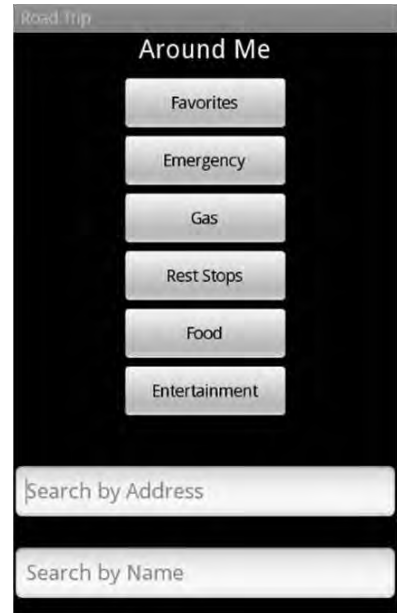 Road Trip
Around Me
Favorites
Emergency
Gas
Rest Stops
Food
Entertainment
Search by Address
Search by Name